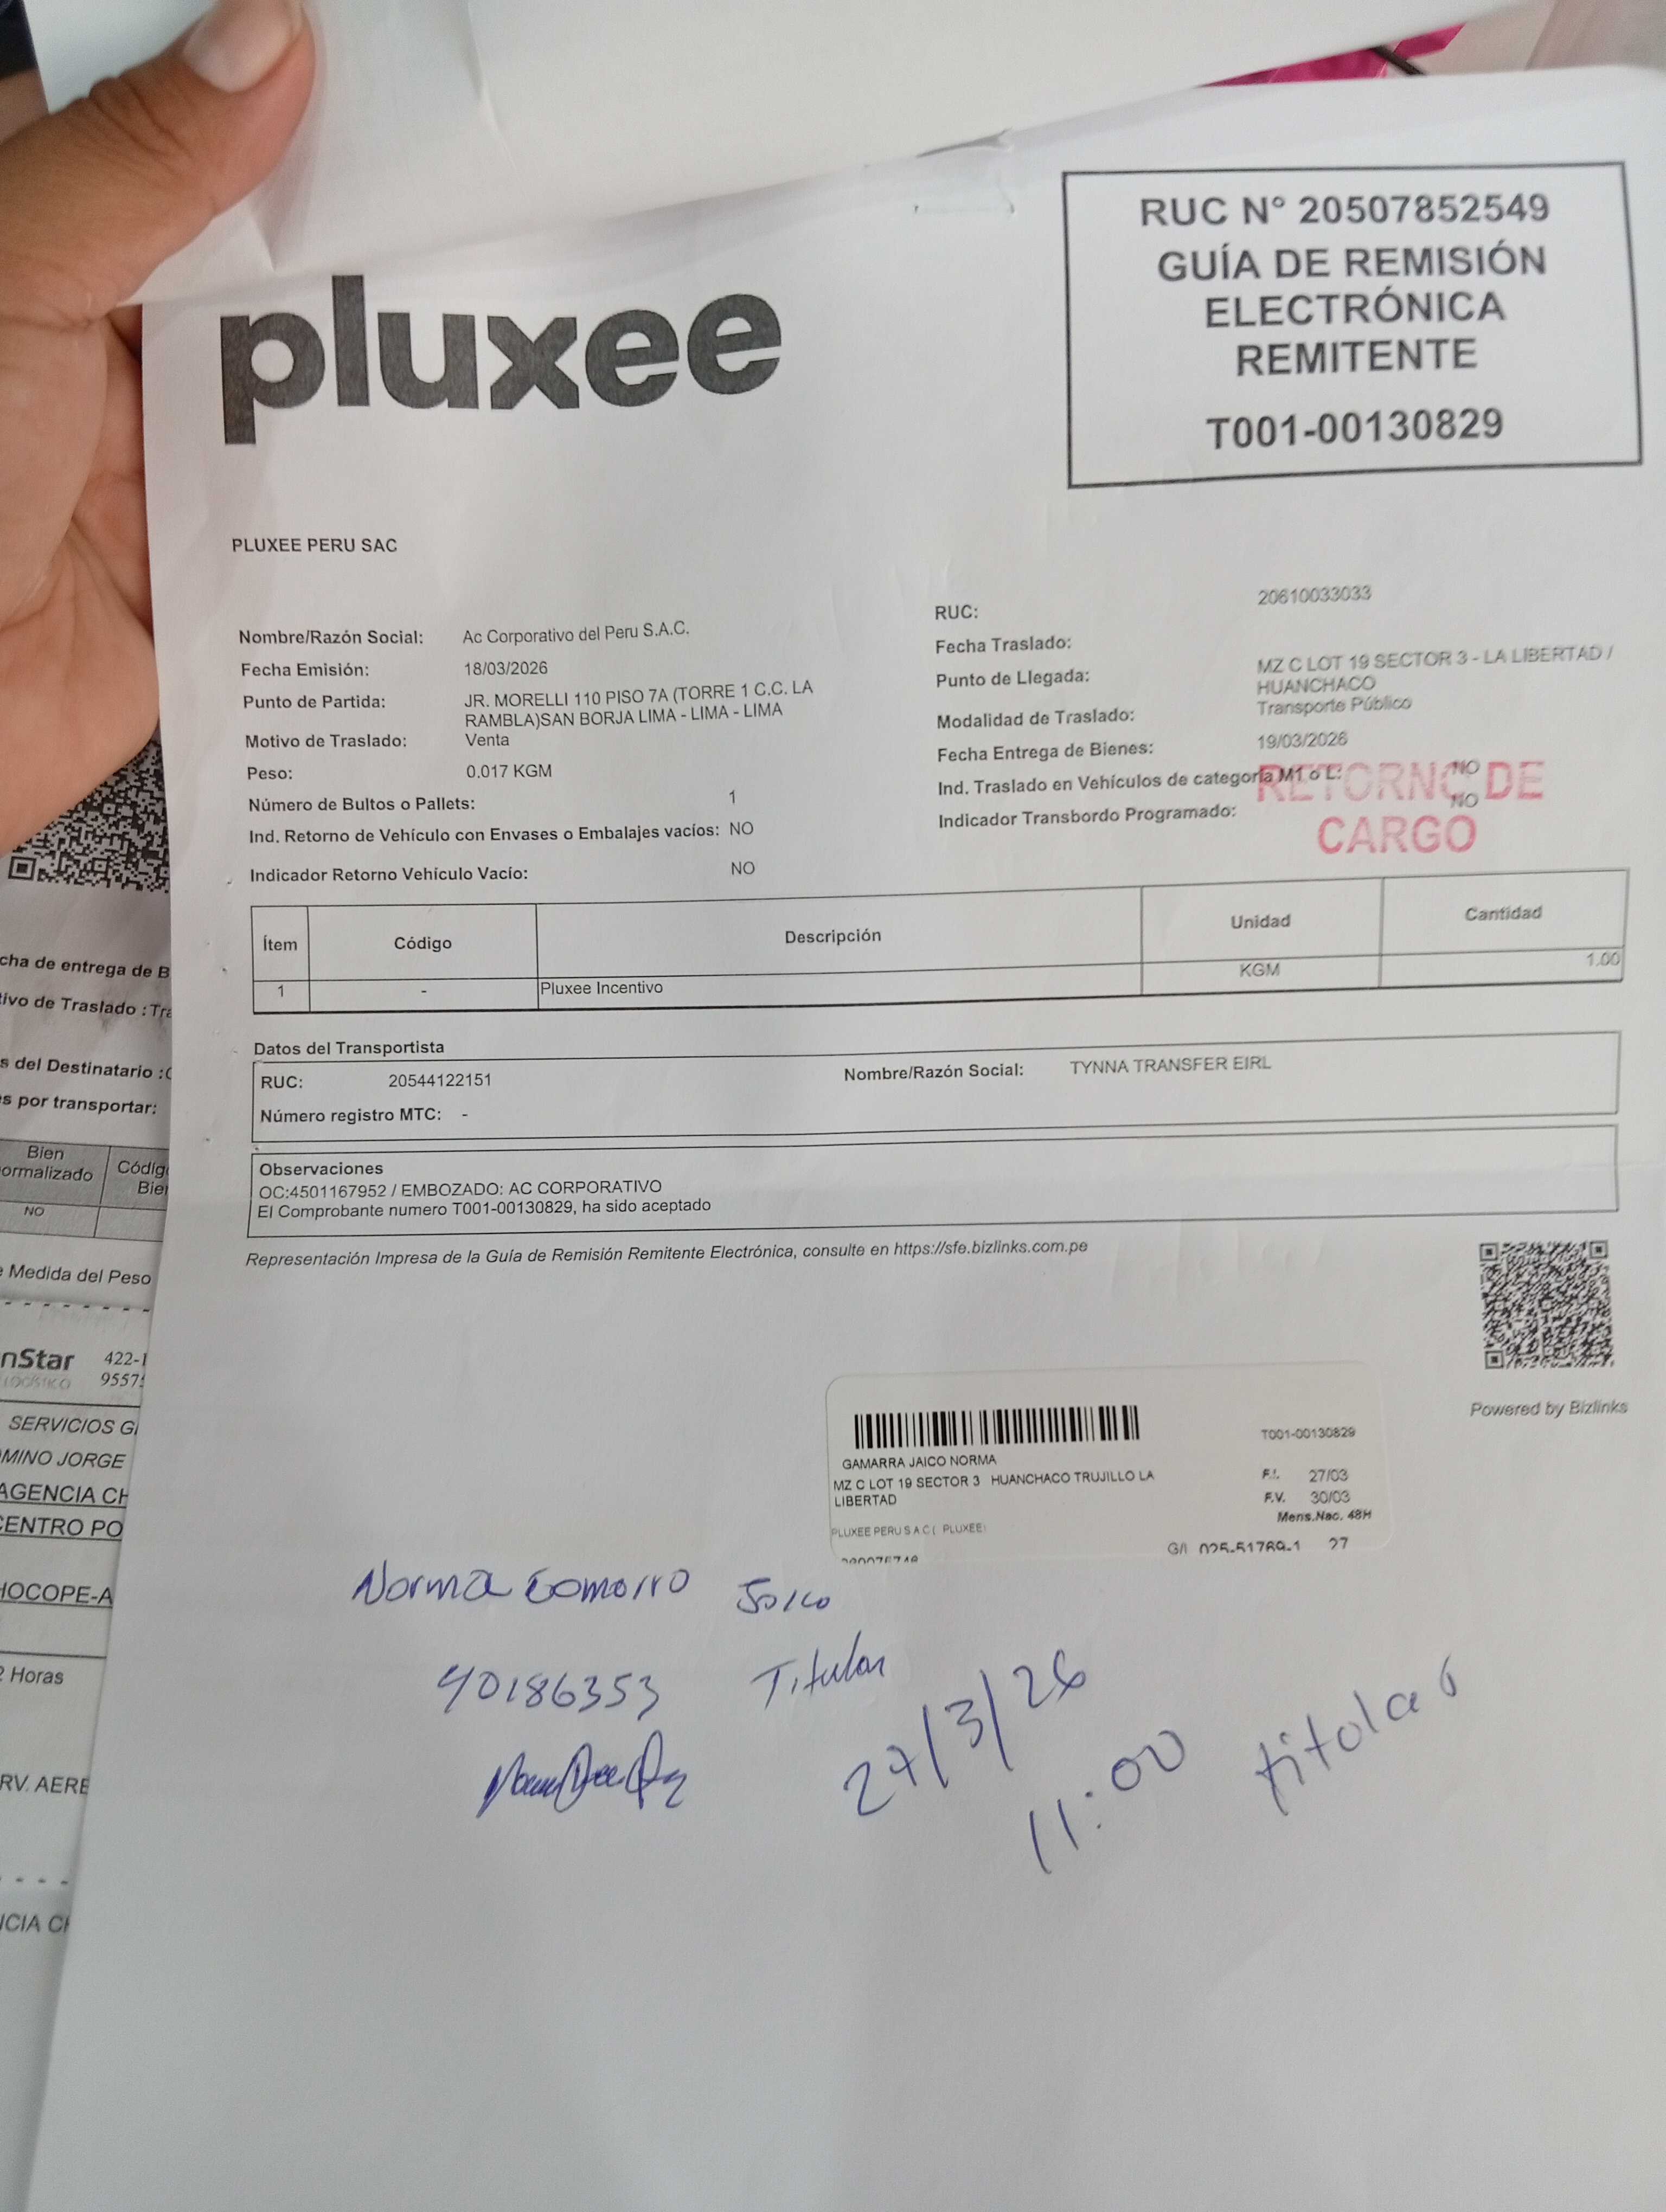 RUC N° 20507852549
GUÍA DE REMISIÓN
ELECTRÓNICA
REMITENTE
T001-00130829
pluxee
PLUXEE PERU SAC
Nombre/Razón Social: Ac Corporativo del Peru S.A.C.
Fecha Emisión: 18/03/2026
Punto de Partida: JR. MORELLI 110 PISO 7A (TORRE 1 C.C. LA
RAMBLA)SAN BORJA LIMA - LIMA - LIMA
Motivo de Traslado: Venta
Peso: 0.017 KGM
Número de Bultos o Pallets: 1
Ind. Retorno de Vehículo con Envases o Embalajes vacíos: NO
Indicador Retorno Vehículo Vacío: NO
RUC: 20610033033
Fecha Traslado:
Punto de Llegada: MZ C LOT 19 SECTOR 3 - LA LIBERTAD /
HUANCHACO
Modalidad de Traslado: Transporte Público
Fecha Entrega de Bienes: 19/03/2026
Ind. Traslado en Vehículos de categoría M1 o L: NO
Indicador Transbordo Programado: NO
RETORNO DE
CARGO
Ítem Código Descripción Unidad Cantidad
1 - Pluxee Incentivo KGM 1.00
Datos del Transportista
RUC: 20544122151 Nombre/Razón Social: TYNNA TRANSFER EIRL
Número registro MTC: -
Observaciones
OC:4501167952 / EMBOZADO: AC CORPORATIVO
El Comprobante numero T001-00130829, ha sido aceptado
Representación Impresa de la Guía de Remisión Remitente Electrónica, consulte en https://sfe.bizlinks.com.pe
Powered by Bizlinks
T001-00130829
GAMARRA JAICO NORMA
MZ C LOT 19 SECTOR 3 HUANCHACO TRUJILLO LA
LIBERTAD
F.I. 27/03
F.V. 30/03
Mens.Nac. 48H
PLUXEE PERU S A C ( PLUXEE)
G/I 025-51769-1 27
Norma
40186353 Titular
27/3/26
11:00 titular
cha de entrega de B
ivo de Traslado :Tra
s del Destinatario :
s por transportar:
Bien
ormalizado
Códig
Bie
NO
e Medida del Peso
nStar 422-1
LOGÍSTICO 9557
SERVICIOS G
MINO JORGE
AGENCIA CH
CENTRO PO
HOCOPE-A
2 Horas
RV. AERE
NCIA CH